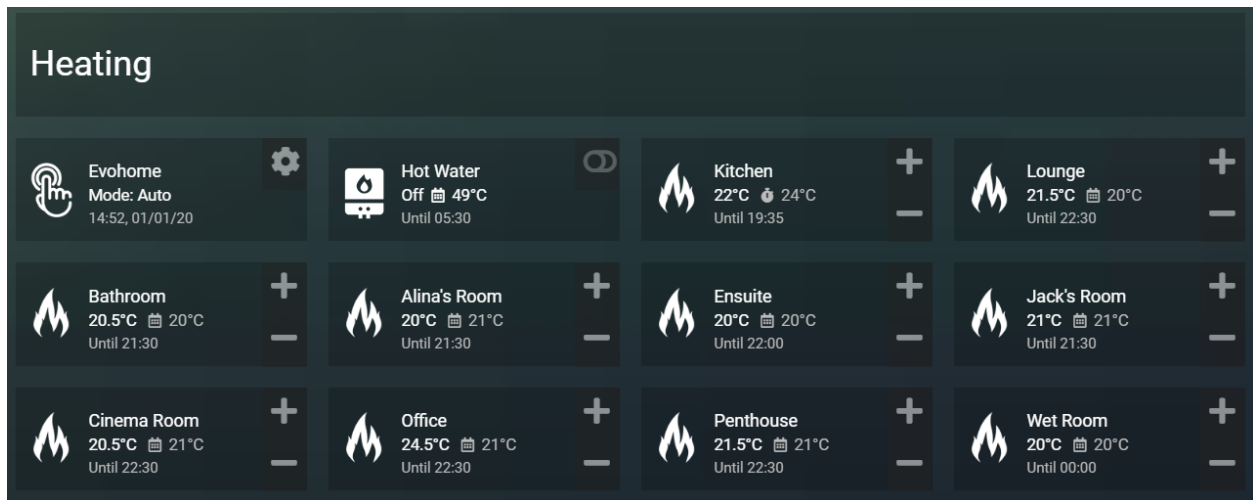 Heating
Evohome
Mode: Auto
14:52, 01/01/20
Hot Water
Off 49°C
Until 05:30
Kitchen
22°C 24°C
Until 19:35
Lounge
21.5°C 20°C
Until 22:30
Bathroom
20.5°C 20°C
Until 21:30
Alina's Room
20°C 21°C
Until 21:30
Ensuite
20°C 20°C
Until 22:00
Jack's Room
21°C 21°C
Until 21:30
Cinema Room
20.5°C 21°C
Until 22:30
Office
24.5°C 21°C
Until 22:30
Penthouse
21.5°C 21°C
Until 22:30
Wet Room
20°C 20°C
Until 00:00